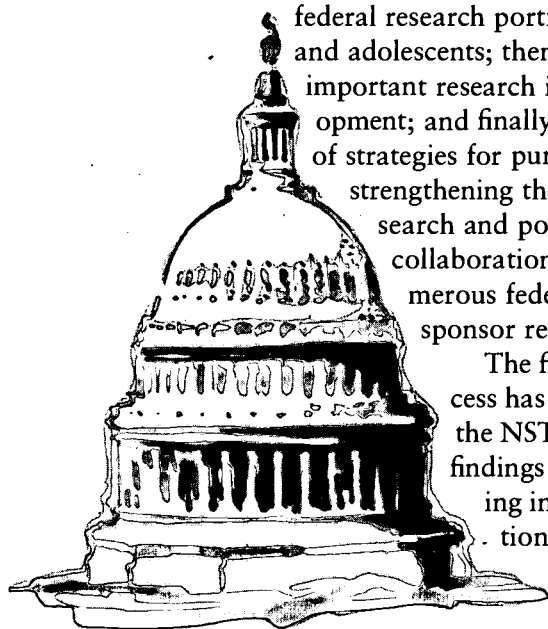 federal research port
and adolescents; ther
important research i
opment; and finally
of strategies for pur
strengthening th
search and po
collaboration
merous fede
sponsor re
The f
cess has
the NST
findings
ing in
tion